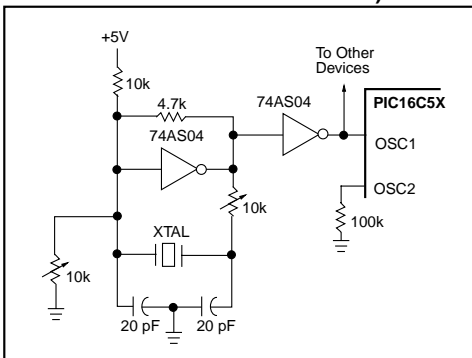 +5V
To Other
Devices
10k
4.7k
74AS04
PIC16C5X
74AS04
OSC1
OSC2
10k
100k
XTAL
10k
20 pF
20 pF